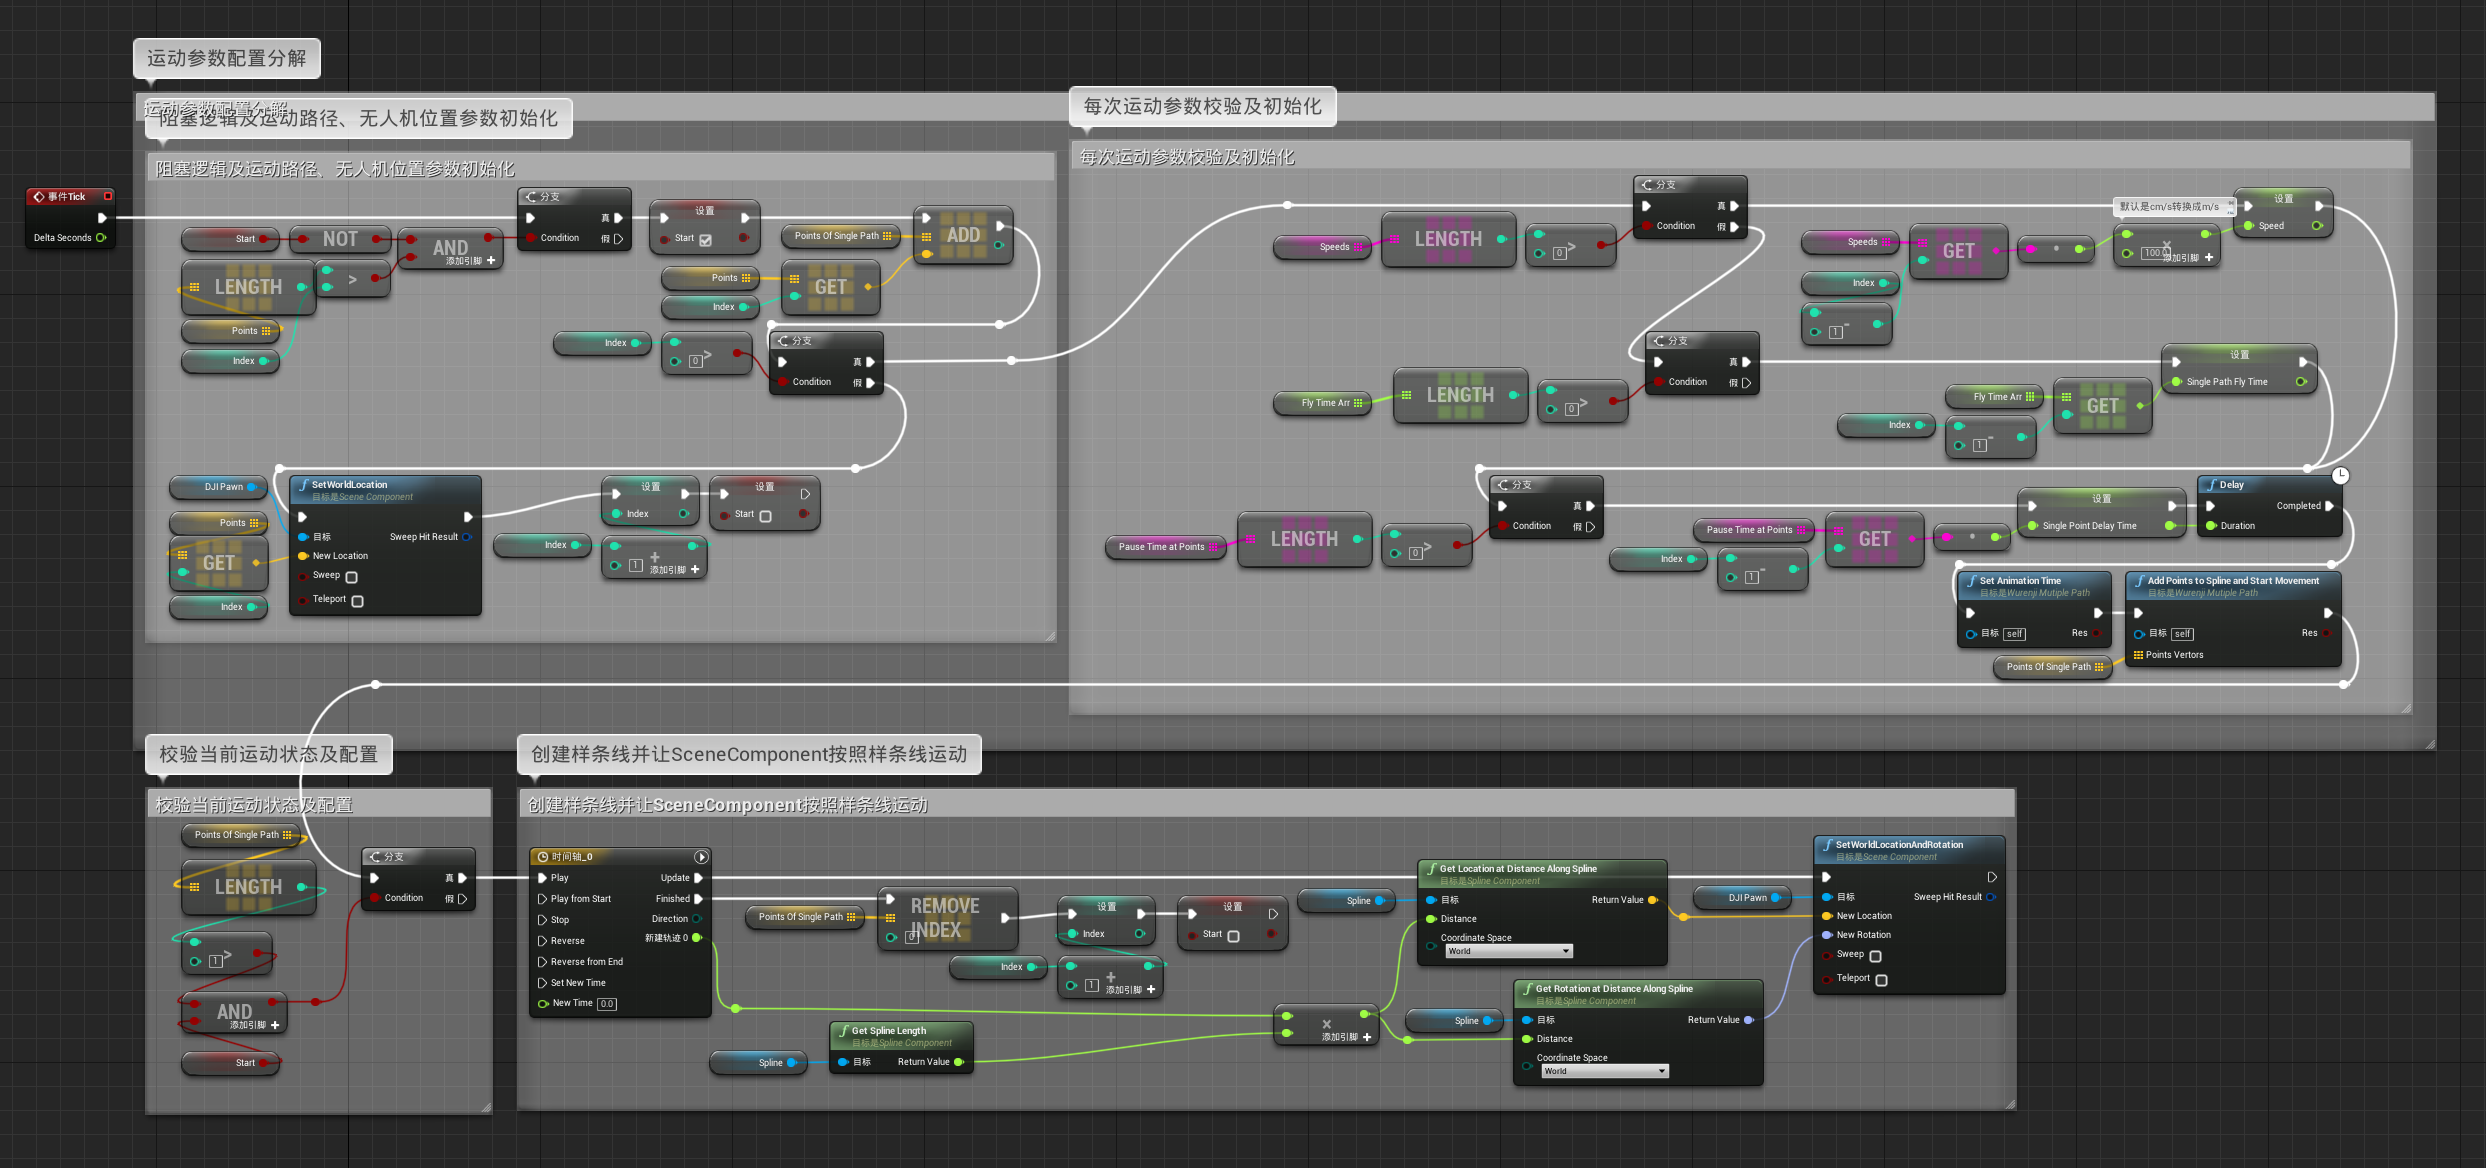 运动参数配置分解
运动参数配置分解
阻塞逻辑及运动路径、无人机位置参数初始化
阻塞逻辑及运动路径、无人机位置参数初始化
事件Tick
Delta Seconds
Start
NOT
AND
添加引脚
LENGTH
>
Points
Index
分支
真
Condition
假
设置
Start
Points Of Single Path
ADD
Points
GET
Index
Index
0
>
分支
真
Condition
假
DJI Pawn
Points
GET
Index
SetWorldLocation
目标是Scene Component
目标
Sweep Hit Result
New Location
Sweep
Teleport
设置
Index
设置
Start
Index
1
+
添加引脚
每次运动参数校验及初始化
每次运动参数校验及初始化
Speeds
LENGTH
0
>
分支
真
Condition
假
Speeds
GET
Index
1
-
默认是cm/s转换成m/s
100.0
×
添加引脚
设置
Speed
Fly Time Arr
LENGTH
0
>
分支
真
Condition
假
Fly Time Arr
GET
Index
1
-
设置
Single Path Fly Time
Pause Time at Points
LENGTH
0
>
分支
真
Condition
假
Pause Time at Points
GET
Index
1
-
设置
Single Point Delay Time
Delay
Completed
Duration
Set Animation Time
目标是Wurenji Mutiple Path
目标 self
Res
Points Of Single Path
Add Points to Spline and Start Movement
目标是Wurenji Mutiple Path
目标 self
Res
Points Vertors
校验当前运动状态及配置
校验当前运动状态及配置
Points Of Single Path
LENGTH
1
>
AND
添加引脚
Start
分支
真
Condition
假
创建样条线并让SceneComponent按照样条线运动
创建样条线并让SceneComponent按照样条线运动
时间轴_0
Play
Update
Play from Start
Finished
Stop
Direction
Reverse
新建轨迹 0
Reverse from End
Set New Time
New Time 0.0
Points Of Single Path
REMOVE
INDEX
0
设置
Index
设置
Start
Index
1
+
添加引脚
Spline
Get Spline Length
目标是Spline Component
目标
Return Value
×
添加引脚
Spline
Get Location at Distance Along Spline
目标是Spline Component
目标
Return Value
Distance
Coordinate Space
World
Spline
Get Rotation at Distance Along Spline
目标是Spline Component
目标
Return Value
Distance
Coordinate Space
World
DJI Pawn
SetWorldLocationAndRotation
目标是Scene Component
目标
Sweep Hit Result
New Location
New Rotation
Sweep
Teleport